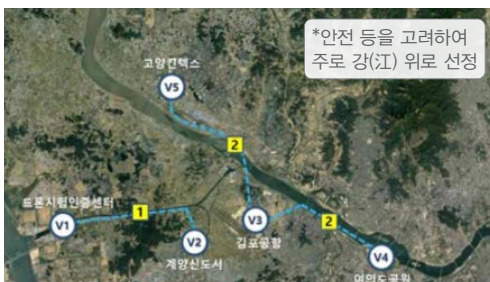 *안전 등을 고려하여
주로 강(江) 위로 선정
고양킨텍스
V5
2
드론시험인증센터
V1
1
V2
계양신도시
V3
김포공항
2
V4
여의도공원